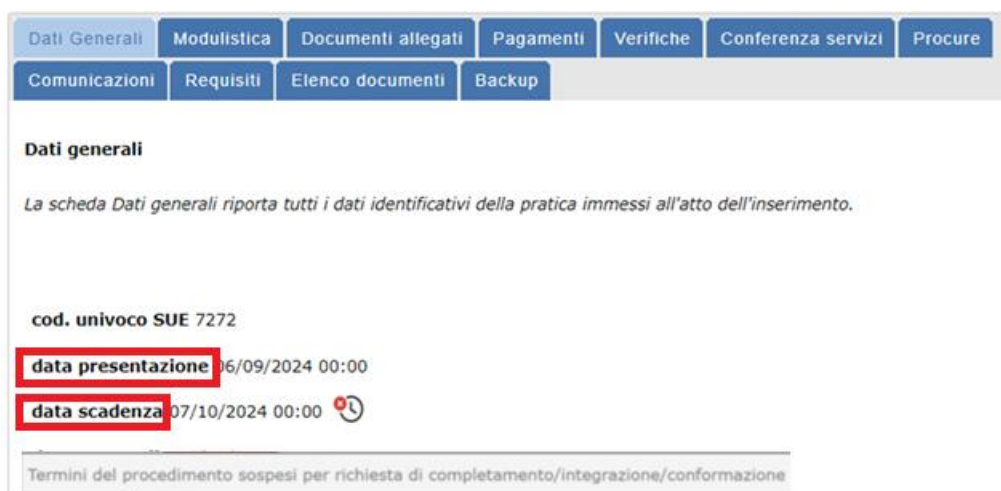 Dati Generali Modulistica Documenti allegati Pagamenti Verifiche Conferenza servizi Procure
Comunicazioni Requisiti Elenco documenti Backup
Dati generali
La scheda Dati generali riporta tutti i dati identificativi della pratica immessi all'atto dell'inserimento.
cod. univoco SUE 7272
data presentazione 06/09/2024 00:00
data scadenza 07/10/2024 00:00
Termini del procedimento sospesi per richiesta di completamento/integrazione/conformazione